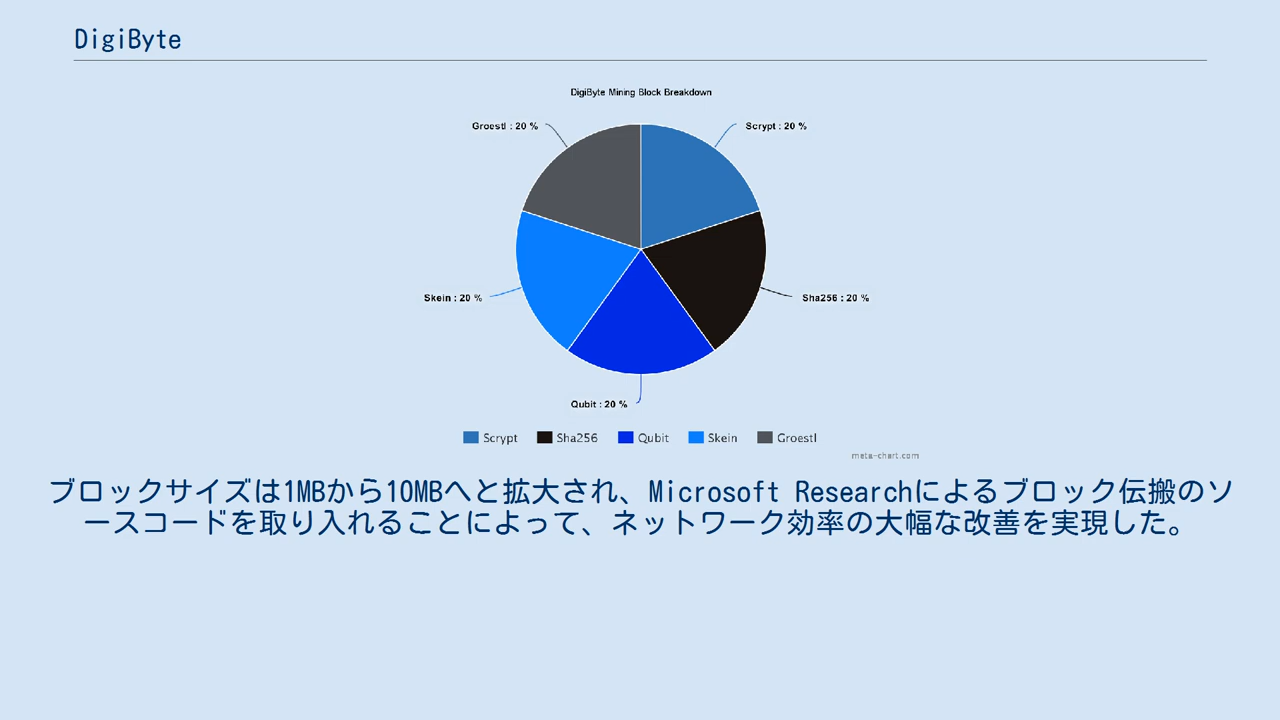 DigiByte
DigiByte Mining Block Breakdown
Groestl : 20 %
Scrypt : 20 %
Skein : 20 %
Sha256 : 20 %
Qubit : 20 %
Scrypt Sha256 Qubit Skein Groestl
meta-chart.com
ブロックサイズは1MBから10MBへと拡大され、Microsoft Researchによるブロック伝搬のソ
ースコードを取り入れることによって、ネットワーク効率の大幅な改善を実現した。